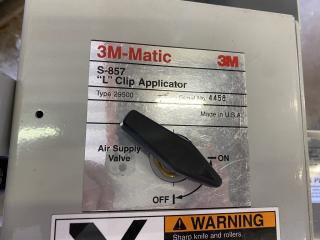 3M-Matic 3M
S-857
"L" Clip Applicator
Type 29500 Serial No. 4456
Made in U.S.A.
Air Supply
Valve
ON
OFF
WARNING
Sharp knife and rollers.